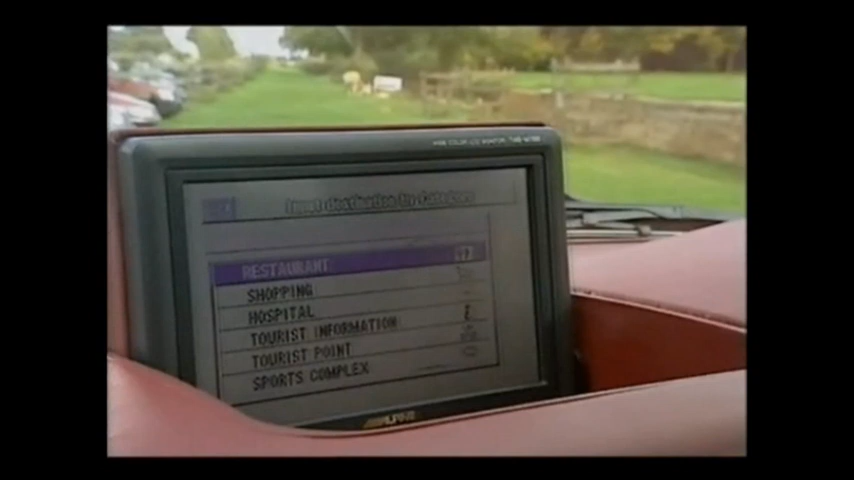 Input destination by Category
RESTAURANT
SHOPPING
HOSPITAL
TOURIST INFORMATION
TOURIST POINT
SPORTS COMPLEX
ALPINE